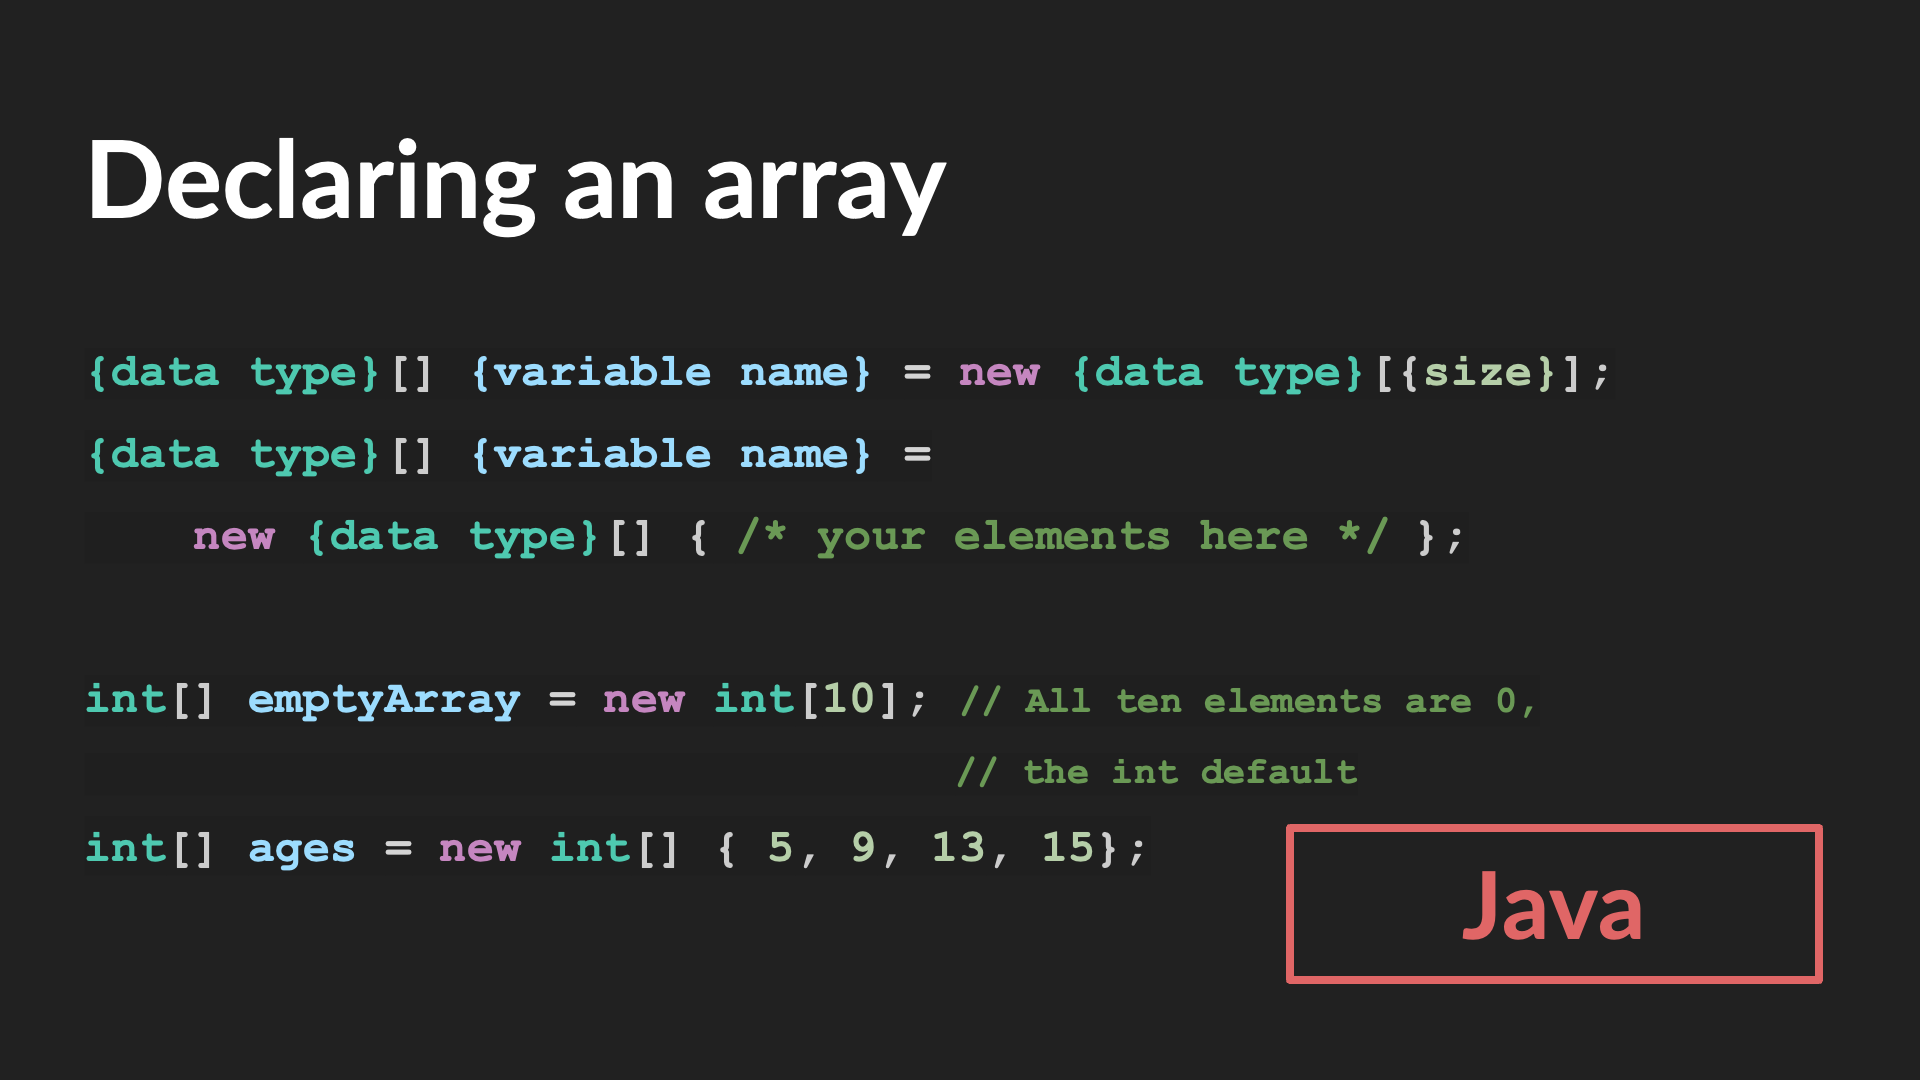 Declaring an array
{data type}[] {variable name} = new {data type}[{size}];
{data type}[] {variable name} =
    new {data type}[] { /* your elements here */ };
int[] emptyArray = new int[10]; // All ten elements are 0,
                                // the int default
int[] ages = new int[] { 5, 9, 13, 15};
Java